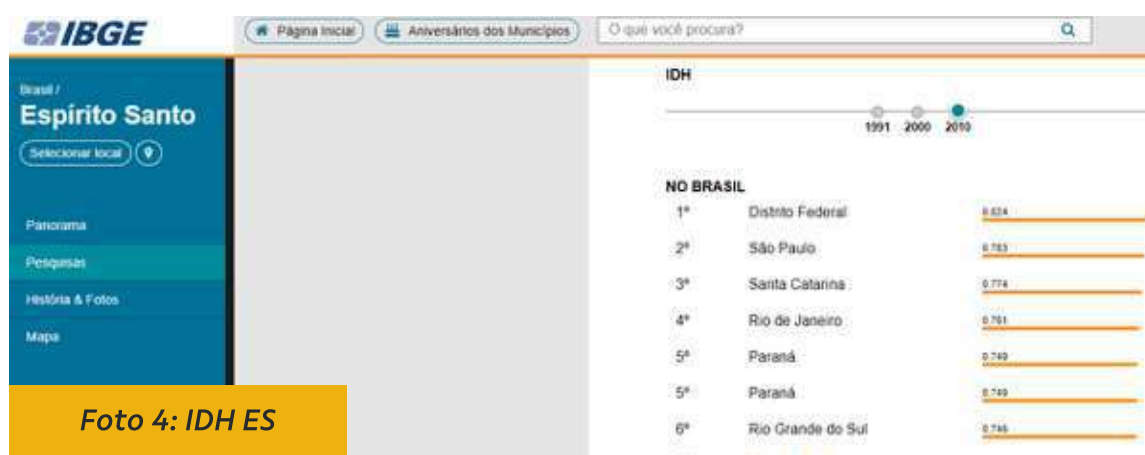 IBGE
Página Inicial
Aniversários dos Municípios
O que você procura?
Brasil /
Espírito Santo
Selecionar local
Panorama
Pesquisas
História & Fotos
Mapa
IDH
1991 2000 2010
NO BRASIL
1º Distrito Federal 0.824
2º São Paulo 0.783
3º Santa Catarina 0.774
4º Rio de Janeiro 0.761
5º Paraná 0.749
5º Paraná 0.749
6º Rio Grande do Sul 0.746
Foto 4: IDH ES